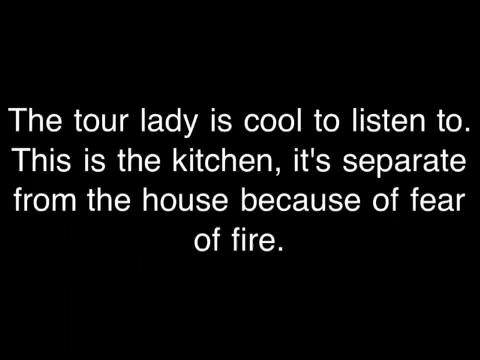 The tour lady is cool to listen to.
This is the kitchen, it's separate
from the house because of fear
of fire.